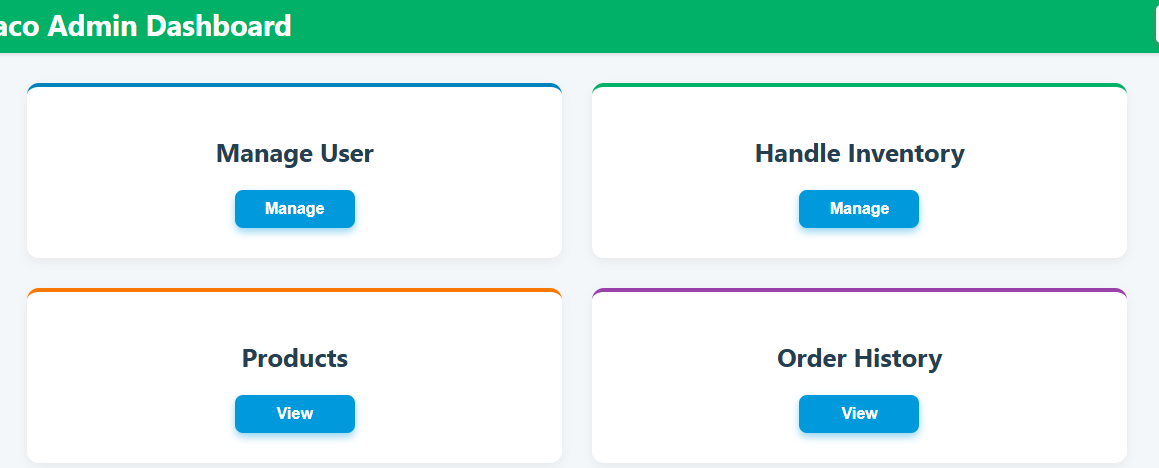 aco Admin Dashboard
Manage User
Manage
Handle Inventory
Manage
Products
View
Order History
View